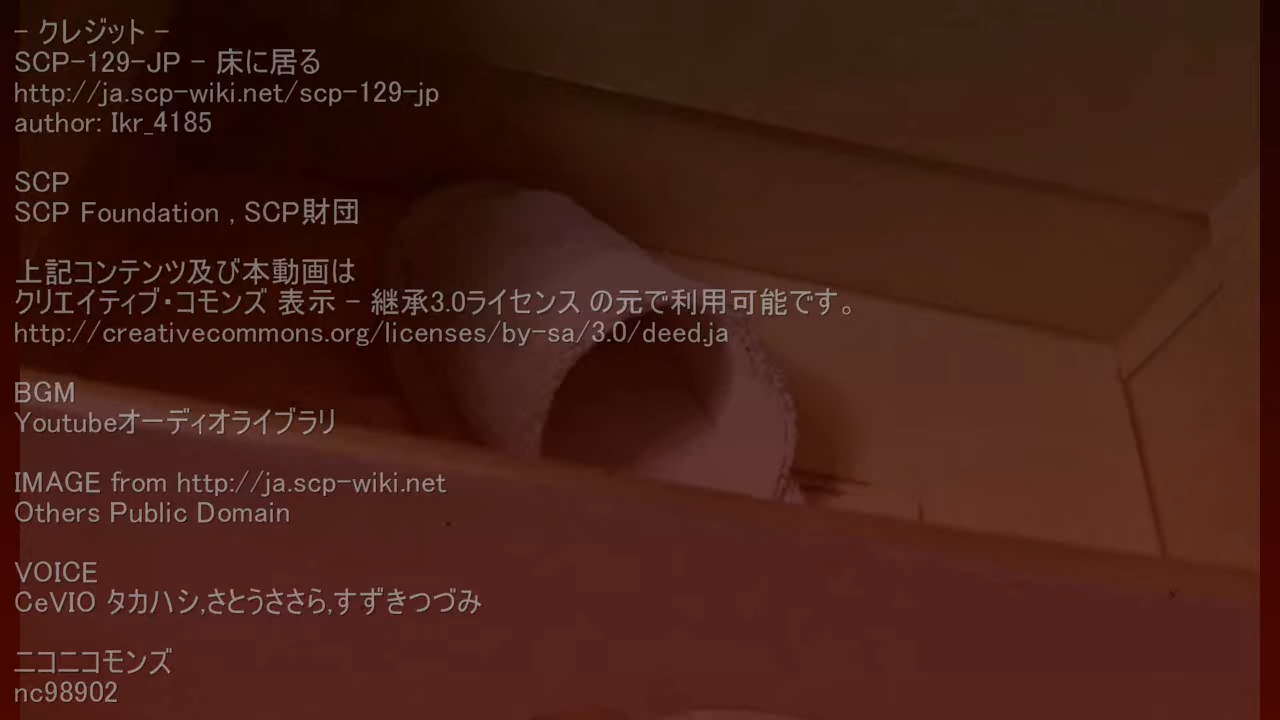 - クレジット -
SCP-129-JP - 床に居る
http://ja.scp-wiki.net/scp-129-jp
author: Ikr_4185
SCP
SCP Foundation , SCP財団
上記コンテンツ及び本動画は
クリエイティブ・コモンズ 表示 - 継承3.0ライセンス の元で利用可能です。
http://creativecommons.org/licenses/by-sa/3.0/deed.ja
BGM
Youtubeオーディオライブラリ
IMAGE from http://ja.scp-wiki.net
Others Public Domain
VOICE
CeVIO タカハシ,さとうささら,すずきつづみ
ニコニコモンズ
nc98902